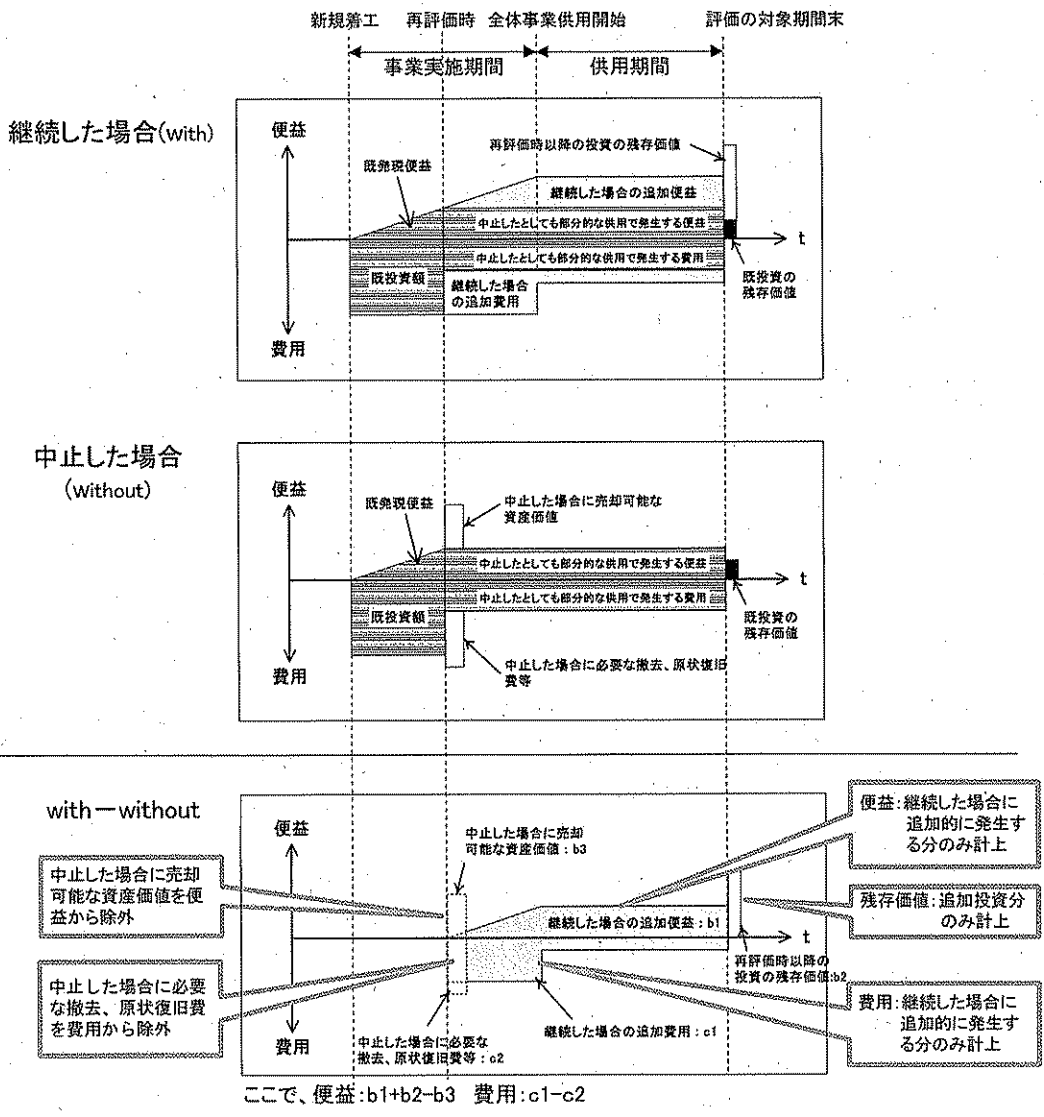 新規着工 再評価時 全体事業供用開始 評価の対象期間末
事業実施期間 供用期間
継続した場合(with)
便益
再評価時以降の投資の残存価値
既発現便益
継続した場合の追加便益
中止したとしても部分的な供用で発生する便益
t
中止したとしても部分的な供用で発生する費用
既投資額
継続した場合
の追加費用
既投資の
残存価値
費用
中止した場合
(without)
便益
既発現便益
中止した場合に売却可能な
資産価値
中止したとしても部分的な供用で発生する便益
t
中止したとしても部分的な供用で発生する費用
既投資額
既投資の
残存価値
中止した場合に必要な撤去、原状復旧
費等
費用
with－without
便益
中止した場合に売却
可能な資産価値：b3
便益：継続した場合に
追加的に発生す
る分のみ計上
中止した場合に売却
可能な資産価値を便
益から除外
残存価値：追加投資分
のみ計上
継続した場合の追加便益：b1
t
再評価時以降の
投資の残存価値:b2
中止した場合に必要
な撤去、原状復旧費
を費用から除外
費用：継続した場合に
追加的に発生す
る分のみ計上
継続した場合の追加費用：c1
費用
中止した場合に必要な
撤去、原状復旧費等：c2
ここで、便益：b1+b2-b3 費用：c1-c2